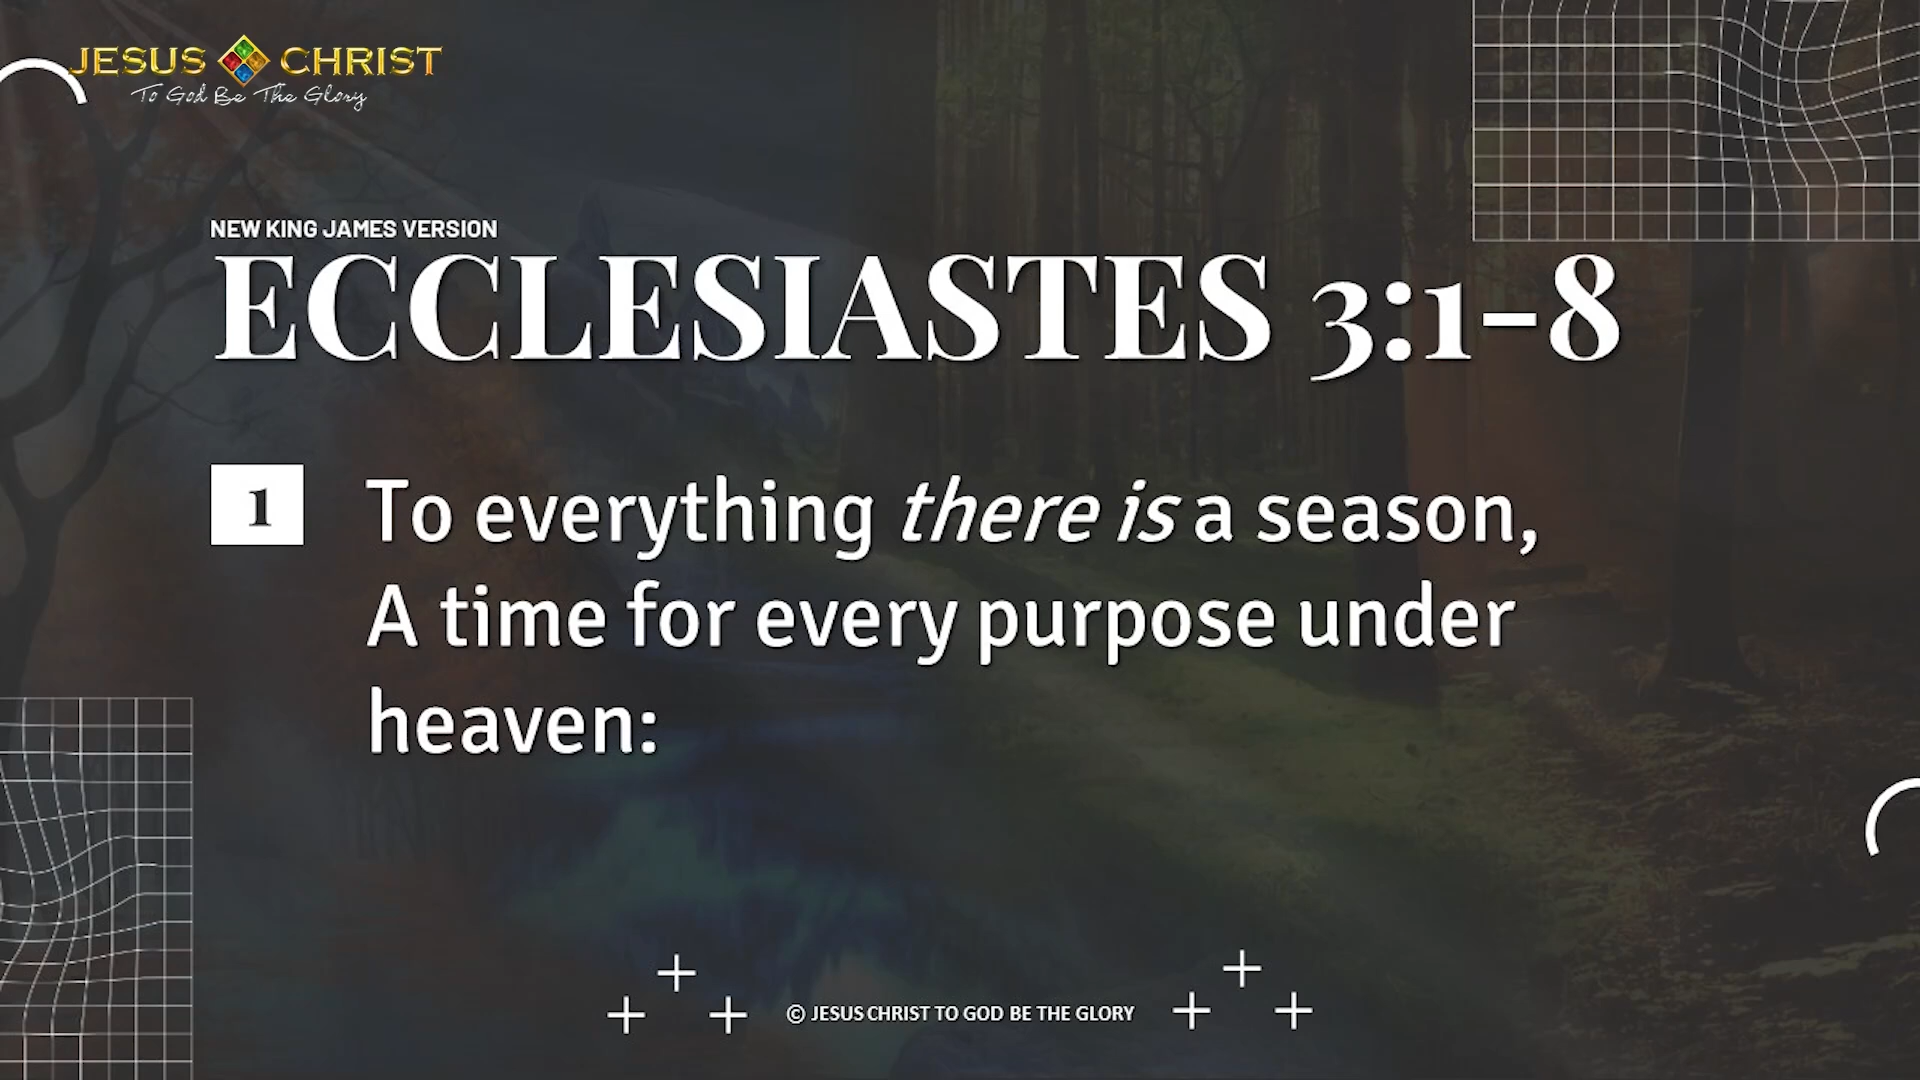 JESUS CHRIST
To God Be The Glory
NEW KING JAMES VERSION
ECCLESIASTES 3:1-8
1 To everything there is a season,
A time for every purpose under
heaven:
© JESUS CHRIST TO GOD BE THE GLORY